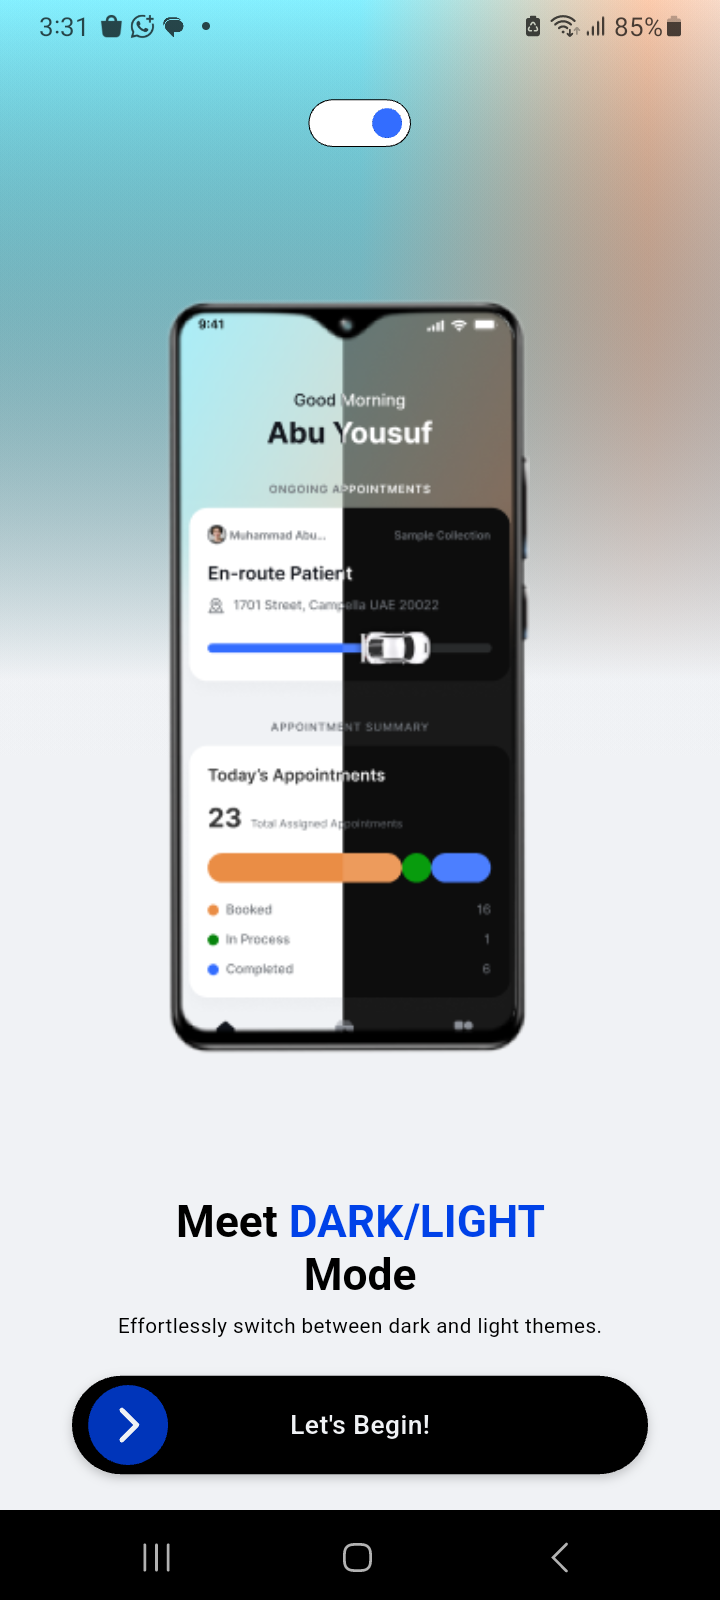 3:31
85%
9:41
Good Morning
Abu Yousuf
ONGOING APPOINTMENTS
Muhammad Abu... Sample Collection
En-route Patient
1701 Street, Campella UAE 20022
APPOINTMENT SUMMARY
Today's Appointments
23 Total Assigned Appointments
Booked 16
In Process 1
Completed 6
Meet DARK/LIGHT
Mode
Effortlessly switch between dark and light themes.
Let's Begin!